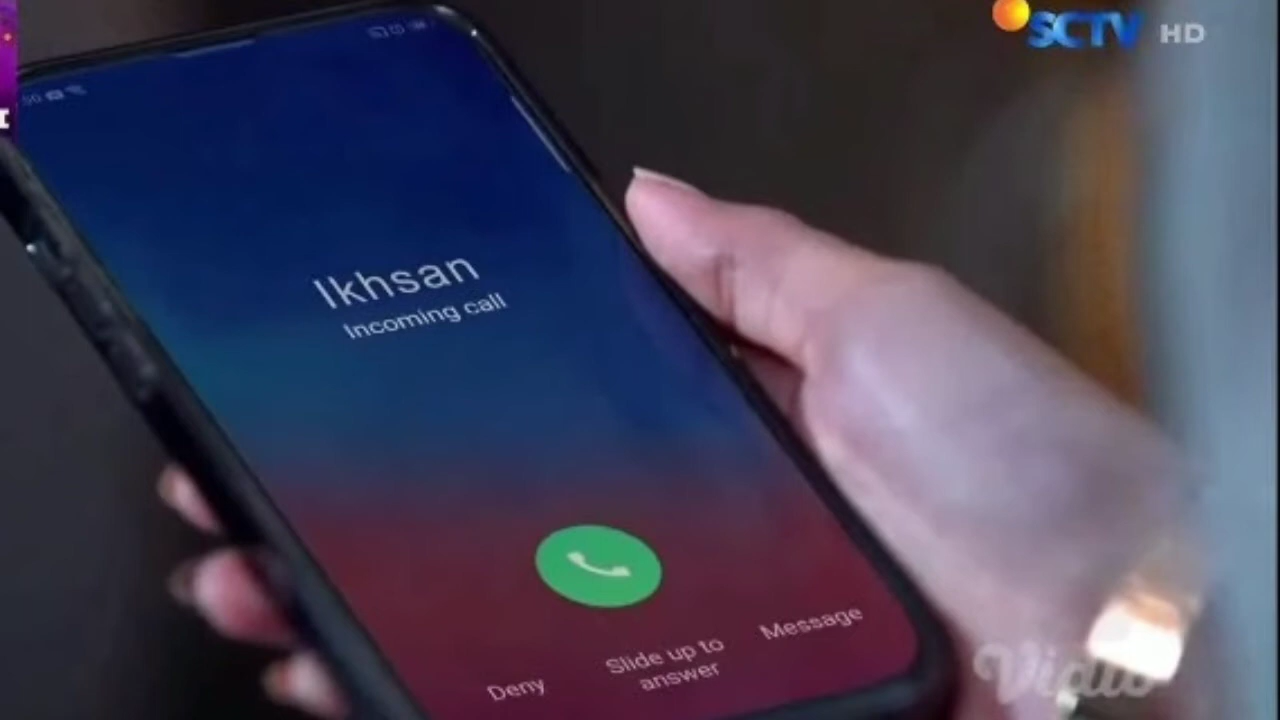 SCTV HD
Ikhsan
Incoming call
Slide up to
answer
Message
Deny
Vidio